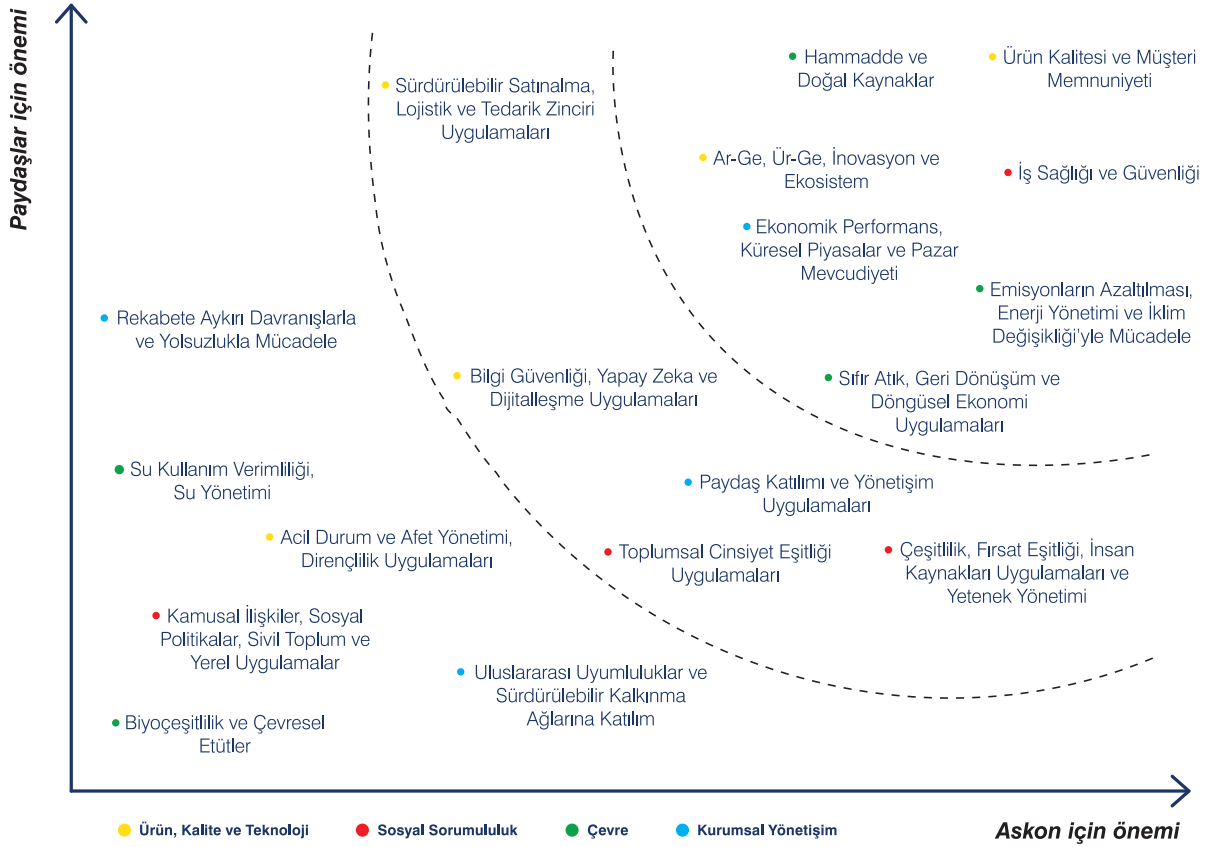 Paydaşlar için önemi
Hammadde ve
Doğal Kaynaklar
Ürün Kalitesi ve Müşteri
Memnuniyeti
Sürdürülebilir Satınalma,
Lojistik ve Tedarik Zinciri
Uygulamaları
Ar-Ge, Ür-Ge, İnovasyon ve
Ekosistem
İş Sağlığı ve Güvenliği
Ekonomik Performans,
Küresel Piyasalar ve Pazar
Mevcudiyeti
Emisyonların Azaltılması,
Enerji Yönetimi ve İklim
Değişikliği'yle Mücadele
Rekabete Aykırı Davranışlarla
ve Yolsuzlukla Mücadele
Bilgi Güvenliği, Yapay Zeka ve
Dijitalleşme Uygulamaları
Sıfır Atık, Geri Dönüşüm ve
Döngüsel Ekonomi
Uygulamaları
Su Kullanım Verimliliği,
Su Yönetimi
Paydaş Katılımı ve Yönetişim
Uygulamaları
Acil Durum ve Afet Yönetimi,
Dirençlilik Uygulamaları
Toplumsal Cinsiyet Eşitliği
Uygulamaları
Çeşitlilik, Fırsat Eşitliği, İnsan
Kaynakları Uygulamaları ve
Yetenek Yönetimi
Kamusal İlişkiler, Sosyal
Politikalar, Sivil Toplum ve
Yerel Uygulamalar
Uluslararası Uyumluluklar ve
Sürdürülebilir Kalkınma
Ağlarına Katılım
Biyoçeşitlilik ve Çevresel
Etütler
Ürün, Kalite ve Teknoloji
Sosyal Sorumululuk
Çevre
Kurumsal Yönetişim
Askon için önemi